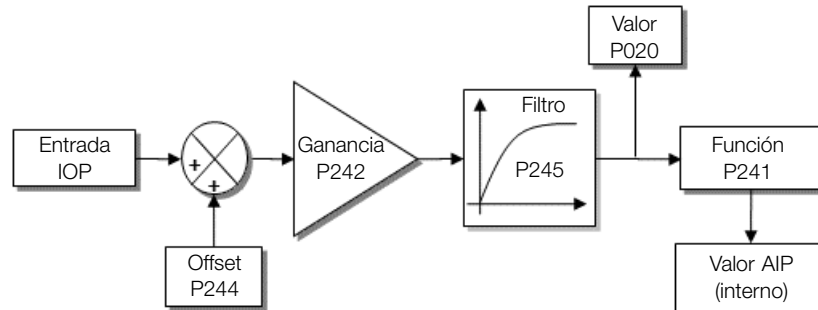 Valor
P020
Filtro
Entrada
IOP
+
+
Ganancia
P242
P245
Función
P241
Offset
P244
Valor AIP
(interno)